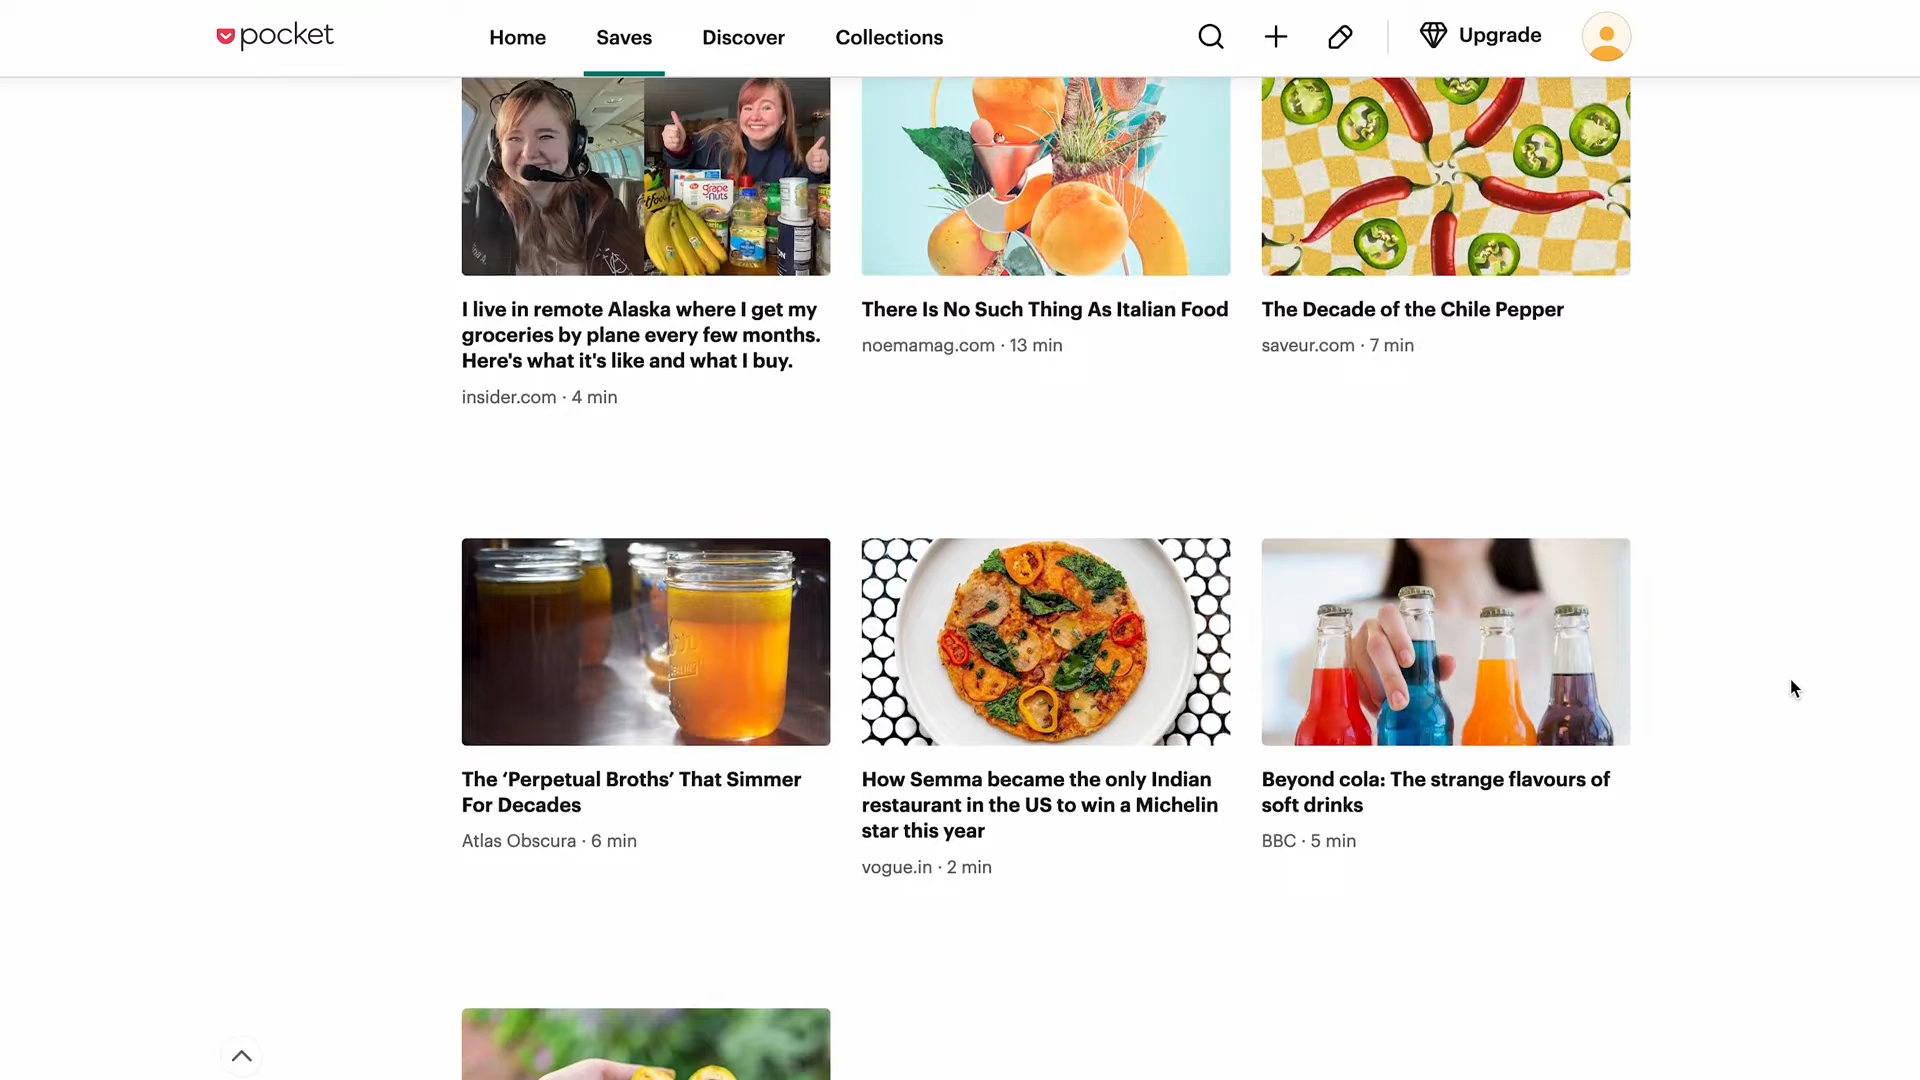 pocket
Home
Saves
Discover
Collections
Upgrade
grape
nuts
I live in remote Alaska where I get my
groceries by plane every few months.
Here's what it's like and what I buy.
insider.com · 4 min
There Is No Such Thing As Italian Food
noemamag.com · 13 min
The Decade of the Chile Pepper
saveur.com · 7 min
The ‘Perpetual Broths’ That Simmer
For Decades
Atlas Obscura · 6 min
How Semma became the only Indian
restaurant in the US to win a Michelin
star this year
vogue.in · 2 min
Beyond cola: The strange flavours of
soft drinks
BBC · 5 min